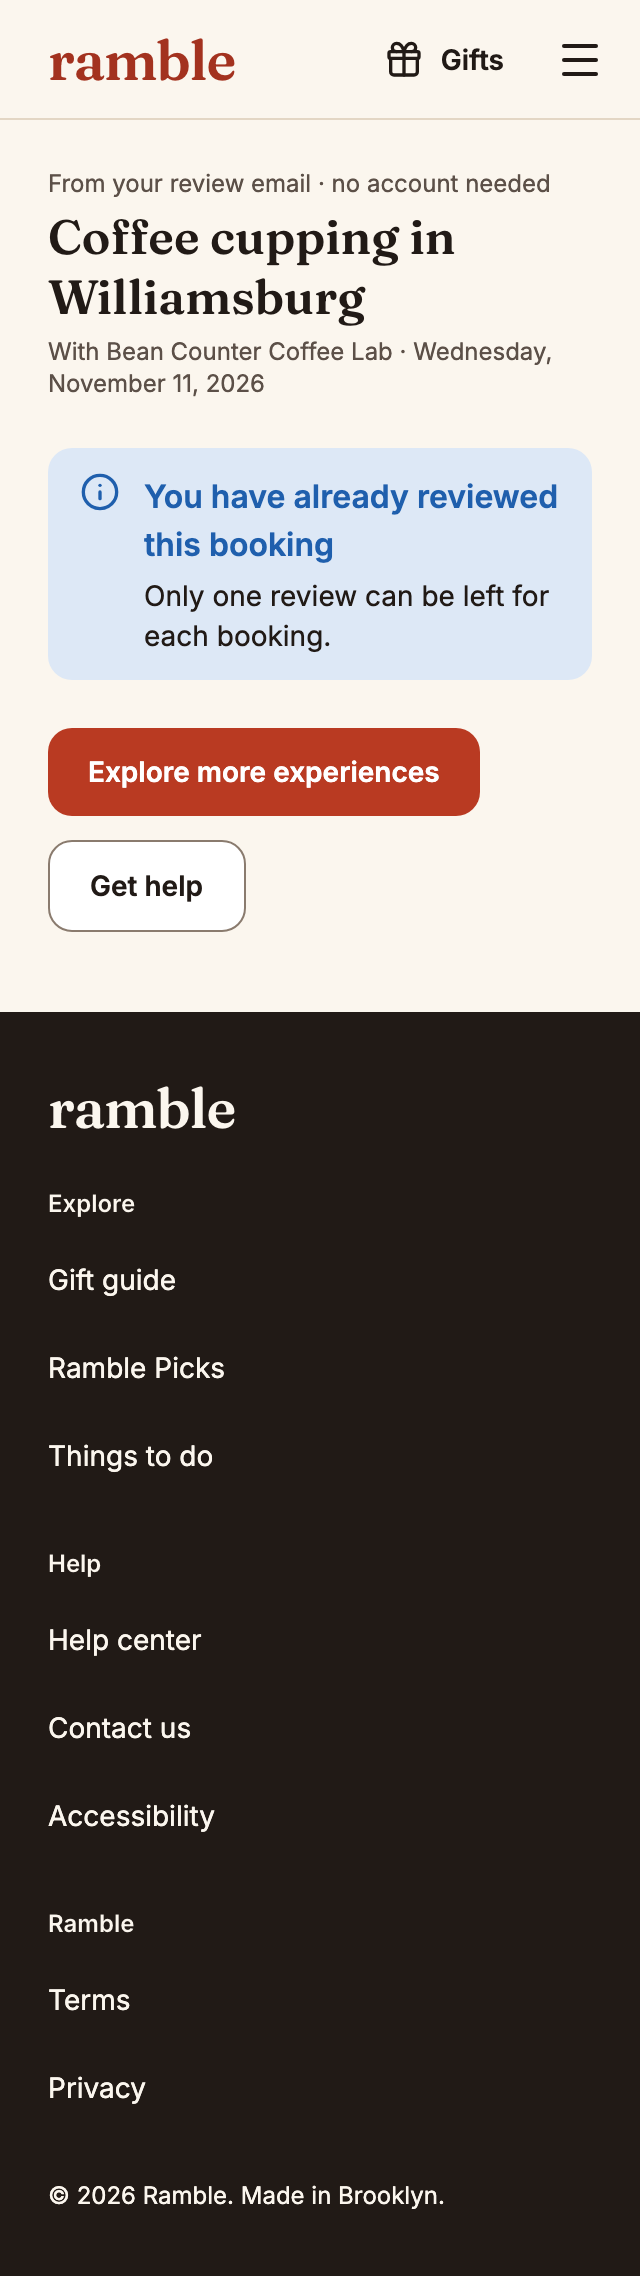 ramble
Gifts
From your review email · no account needed
Coffee cupping in
Williamsburg
With Bean Counter Coffee Lab · Wednesday,
November 11, 2026
You have already reviewed
this booking
Only one review can be left for
each booking.
Explore more experiences
Get help
ramble
Explore
Gift guide
Ramble Picks
Things to do
Help
Help center
Contact us
Accessibility
Ramble
Terms
Privacy
© 2026 Ramble. Made in Brooklyn.